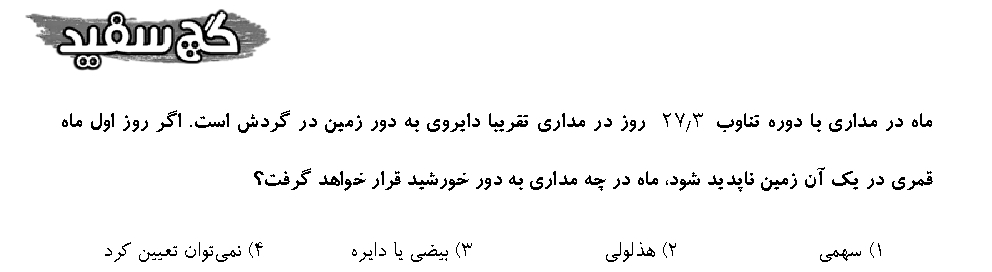 گچ سفید
ماه در مداری با دوره تناوب ۲۷٫۳ روز در مداری تقریبا دایروی به دور زمین در گردش است. اگر روز اول ماه
قمری در یک آن زمین ناپدید شود، ماه در چه مداری به دور خورشید قرار خواهد گرفت؟
۱) سهمی ۲) هذلولی ۳) بیضی یا دایره ۴) نمی‌توان تعیین کرد